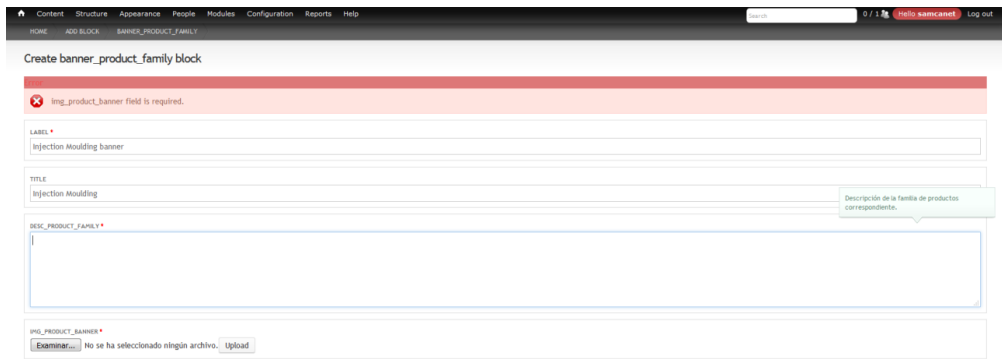 Content Structure Appearance People Modules Configuration Reports Help Search 0 / 1 Hello samcanet Log out
HOME ADD BLOCK BANNER_PRODUCT_FAMILY
Create banner_product_family block
Error
img_product_banner field is required.
LABEL *
Injection Moulding banner
TITLE
Injection Moulding
Descripción de la familia de productos
correspondiente.
DESC_PRODUCT_FAMILY *
IMG_PRODUCT_BANNER *
Examinar... No se ha seleccionado ningún archivo. Upload